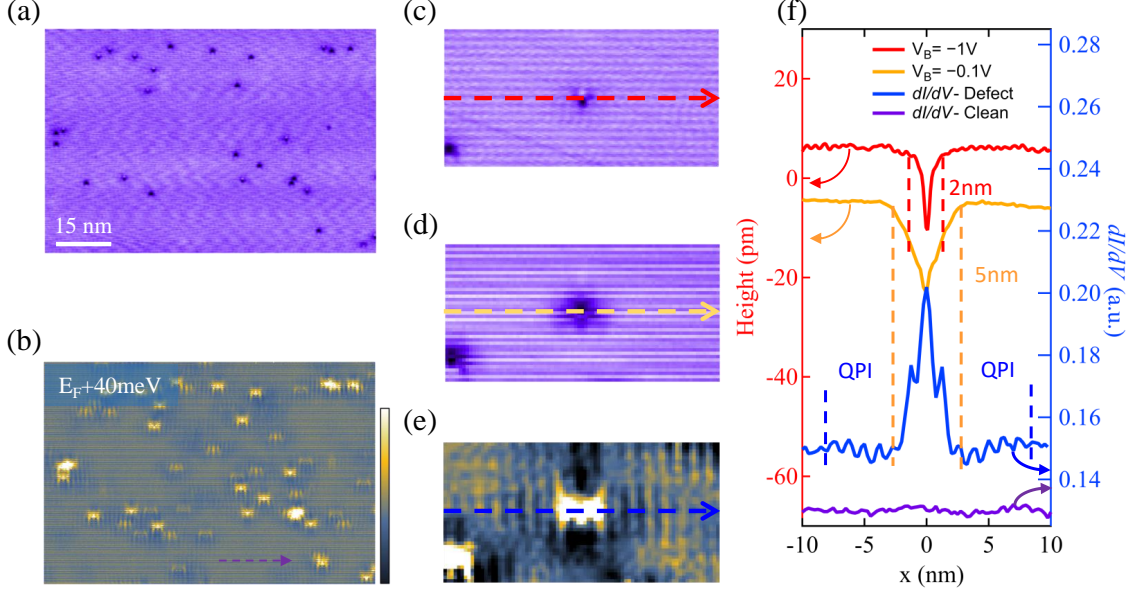 (a)
15 nm
(b)
E_F+40meV
(c)
(d)
(e)
(f)
V_B= −1V
V_B= −0.1V
dI/dV- Defect
dI/dV- Clean
2nm
5nm
QPI
QPI
Height (pm)
20
0
-20
-40
-60
dI/dV (a.u.)
0.28
0.26
0.24
0.22
0.20
0.18
0.16
0.14
-10
-5
0
5
10
x (nm)